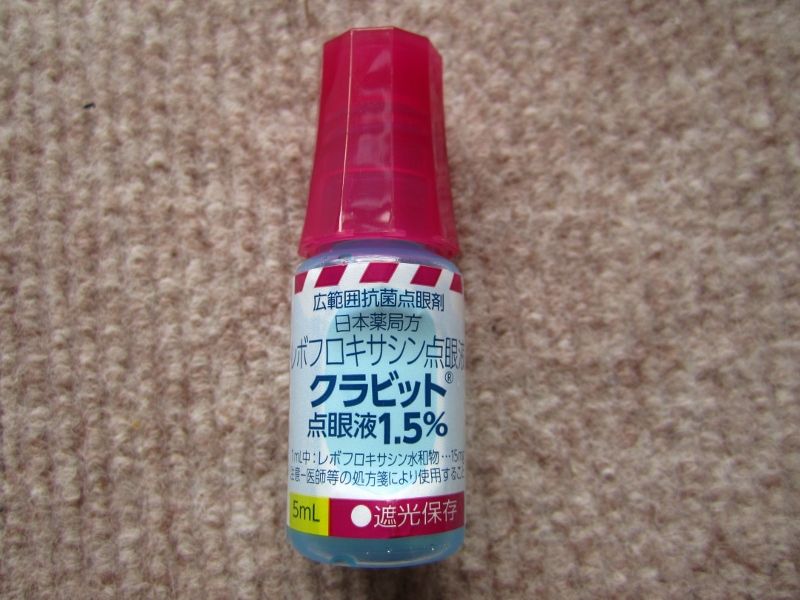 広範囲抗菌点眼剤
日本薬局方
レボフロキサシン点眼液
クラビット®
点眼液1.5%
1mL中：レボフロキサシン水和物…15mg
注意-医師等の処方箋により使用すること
5mL ●遮光保存